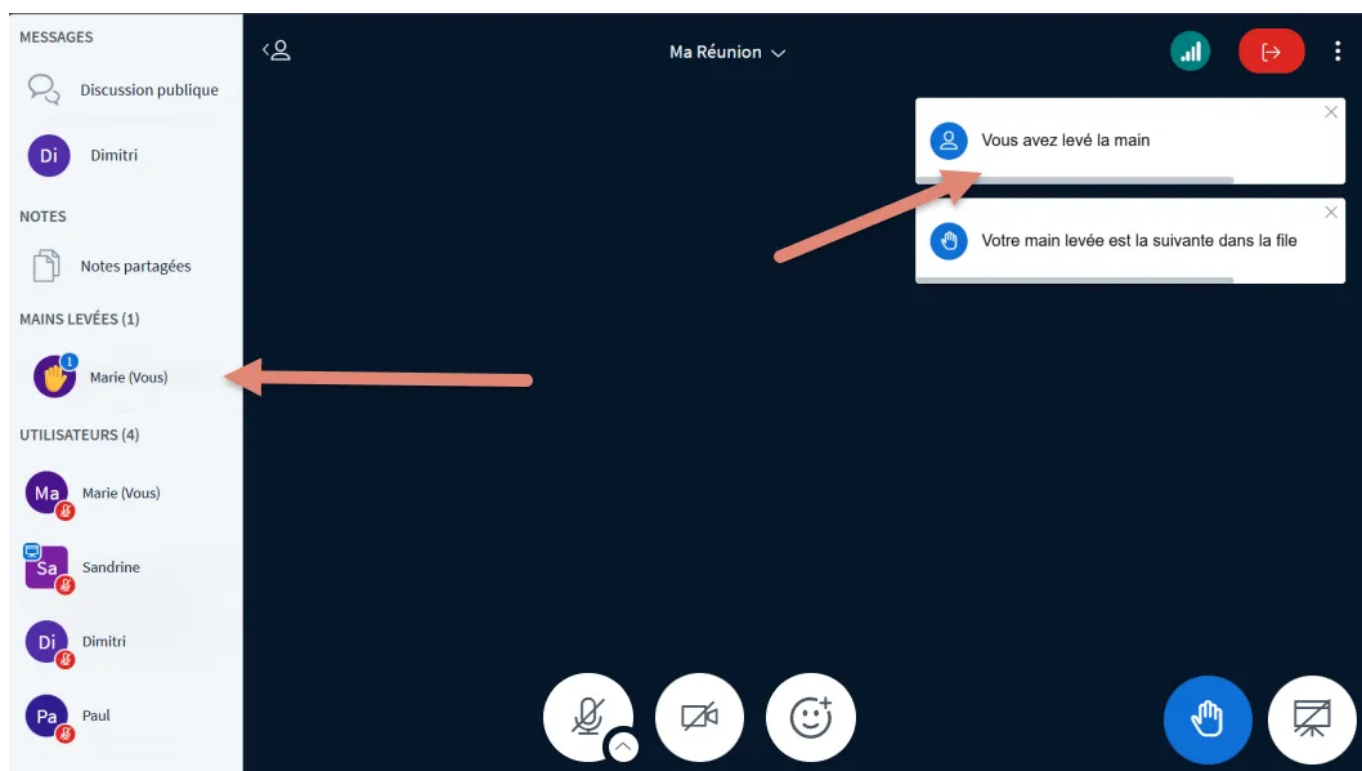 MESSAGES
Discussion publique
Di
Dimitri
NOTES
Notes partagées
MAINS LEVÉES (1)
1
Marie (Vous)
UTILISATEURS (4)
Ma
Marie (Vous)
Sa
Sandrine
Di
Dimitri
Pa
Paul
Ma Réunion
Vous avez levé la main
Votre main levée est la suivante dans la file